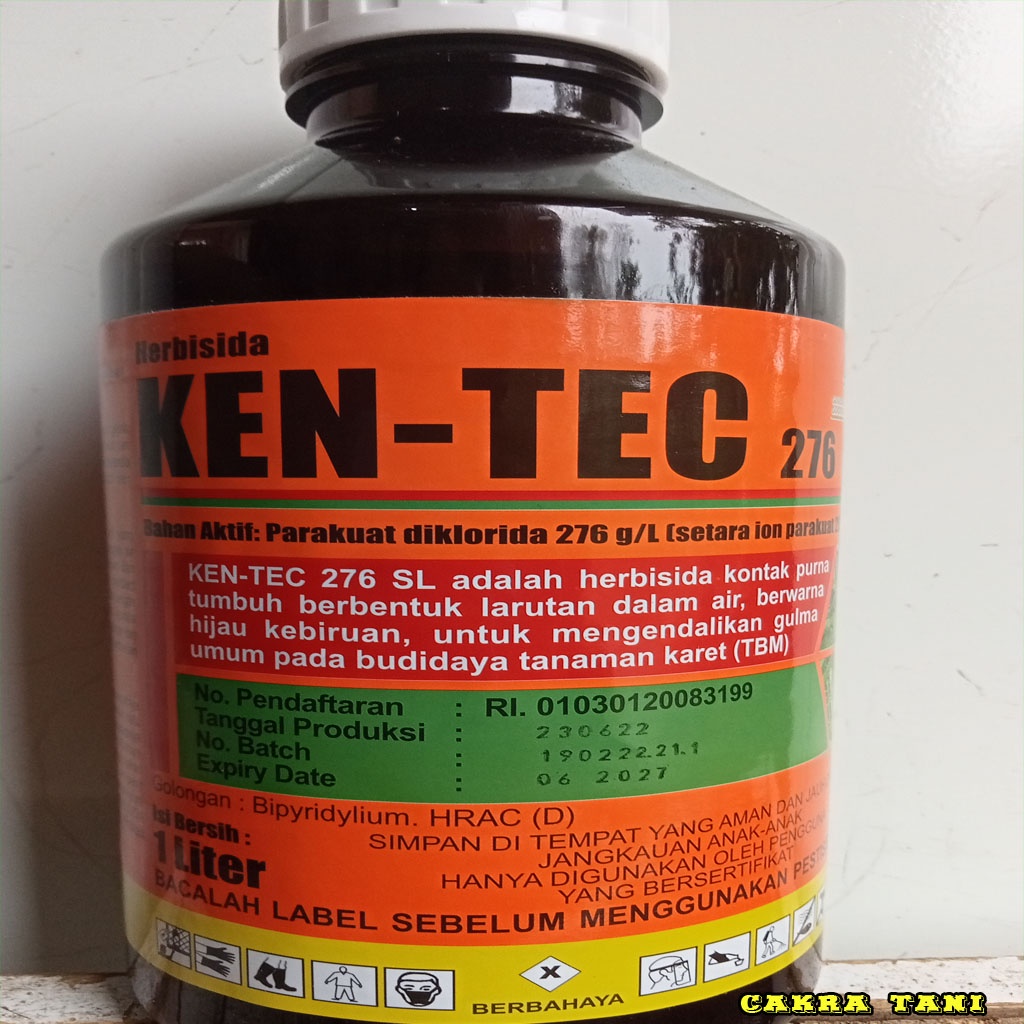 Herbisida
KEN-TEC 276
Bahan Aktif: Parakuat diklorida 276 g/L (setara ion parakuat
KEN-TEC 276 SL adalah herbisida kontak purna
tumbuh berbentuk larutan dalam air, berwarna
hijau kebiruan, untuk mengendalikan gulma
umum pada budidaya tanaman karet (TBM)
No. Pendaftaran : RI. 01030120083199
Tanggal Produksi : 230622
No. Batch : 190222.21.1
Expiry Date : 06 2027
Golongan : Bipyridylium. HRAC (D)
Isi Bersih :
1 Liter
SIMPAN DI TEMPAT YANG AMAN DAN
JANGKAUAN ANAK-ANAK
HANYA DIGUNAKAN OLEH
YANG BERSERTIFIKAT
BACALAH LABEL SEBELUM MENGGUNAKAN
X
BERBAHAYA
CAKRA TANI